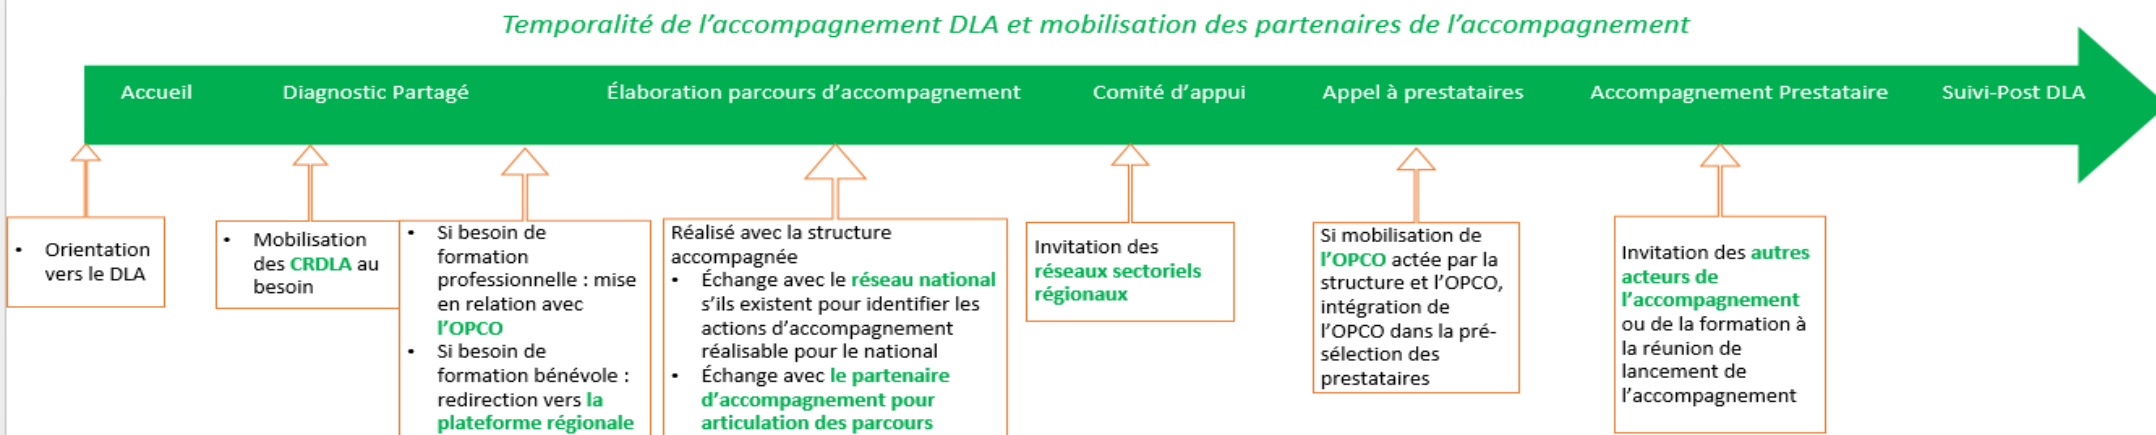 Temporalité de l'accompagnement DLA et mobilisation des partenaires de l'accompagnement
Accueil
Diagnostic Partagé
Élaboration parcours d'accompagnement
Comité d'appui
Appel à prestataires
Accompagnement Prestataire
Suivi-Post DLA
• Orientation
vers le DLA
• Mobilisation
des CRDLA au
besoin
• Si besoin de
formation
professionnelle : mise
en relation avec
l'OPCO
• Si besoin de
formation bénévole :
redirection vers la
plateforme régionale
Réalisé avec la structure
accompagnée
• Échange avec le réseau national
s'ils existent pour identifier les
actions d'accompagnement
réalisable pour le national
• Échange avec le partenaire
d'accompagnement pour
articulation des parcours
Invitation des
réseaux sectoriels
régionaux
Si mobilisation de
l'OPCO actée par la
structure et l'OPCO,
intégration de
l'OPCO dans la pré-
sélection des
prestataires
Invitation des autres
acteurs de
l'accompagnement
ou de la formation à
la réunion de
lancement de
l'accompagnement